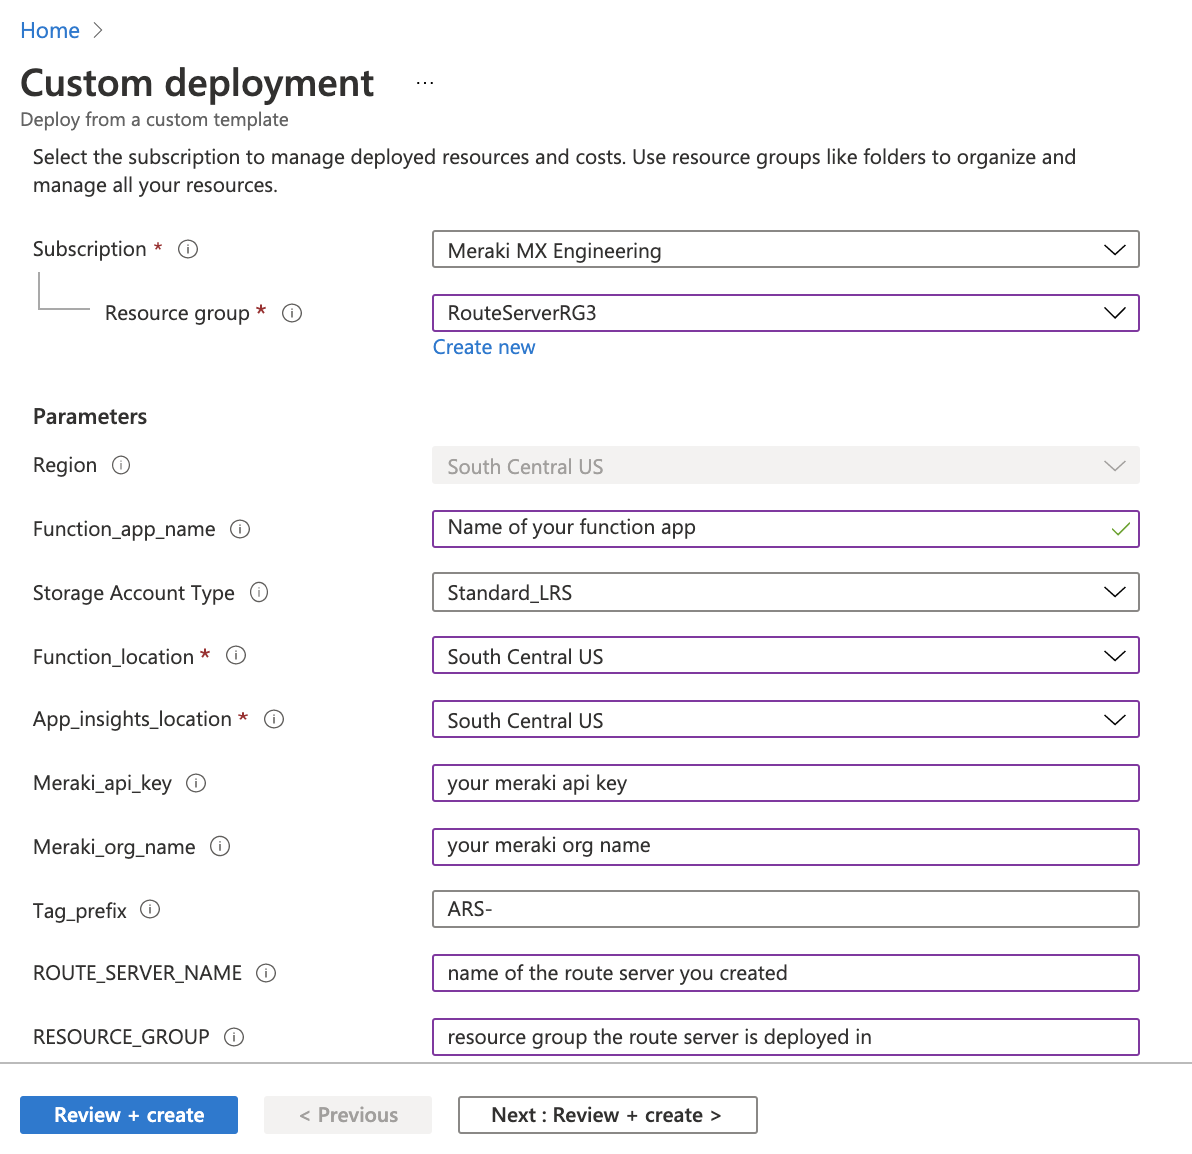 Home >
Custom deployment ...
Deploy from a custom template
Select the subscription to manage deployed resources and costs. Use resource groups like folders to organize and
manage all your resources.
Subscription * Meraki MX Engineering
Resource group * RouteServerRG3
Create new
Parameters
Region South Central US
Function_app_name Name of your function app
Storage Account Type Standard_LRS
Function_location * South Central US
App_insights_location * South Central US
Meraki_api_key your meraki api key
Meraki_org_name your meraki org name
Tag_prefix ARS-
ROUTE_SERVER_NAME name of the route server you created
RESOURCE_GROUP resource group the route server is deployed in
Review + create < Previous Next : Review + create >